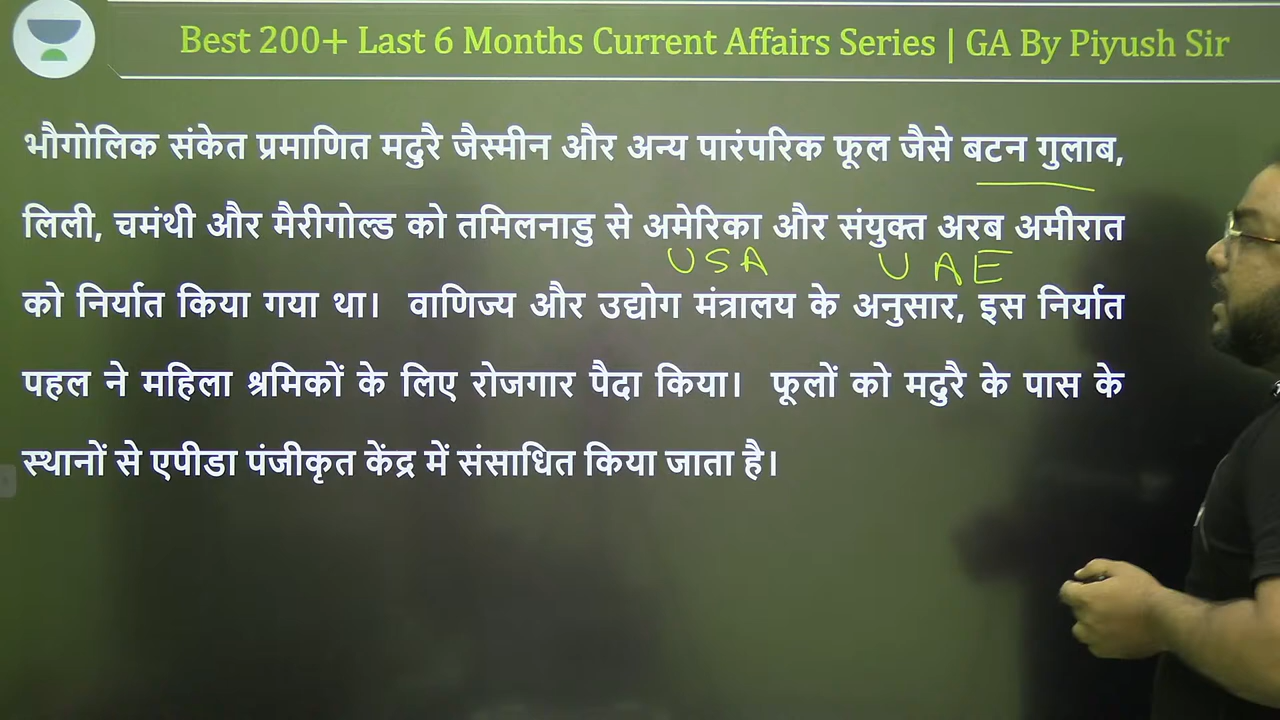 Best 200+ Last 6 Months Current Affairs Series | GA By Piyush Sir
भौगोलिक संकेत प्रमाणित मदुरै जैस्मीन और अन्य पारंपरिक फूल जैसे बटन गुलाब,
लिली, चमंथी और मैरीगोल्ड को तमिलनाडु से अमेरिका और संयुक्त अरब अमीरात
USA UAE
को निर्यात किया गया था। वाणिज्य और उद्योग मंत्रालय के अनुसार, इस निर्यात
पहल ने महिला श्रमिकों के लिए रोजगार पैदा किया। फूलों को मदुरै के पास के
स्थानों से एपीडा पंजीकृत केंद्र में संसाधित किया जाता है।